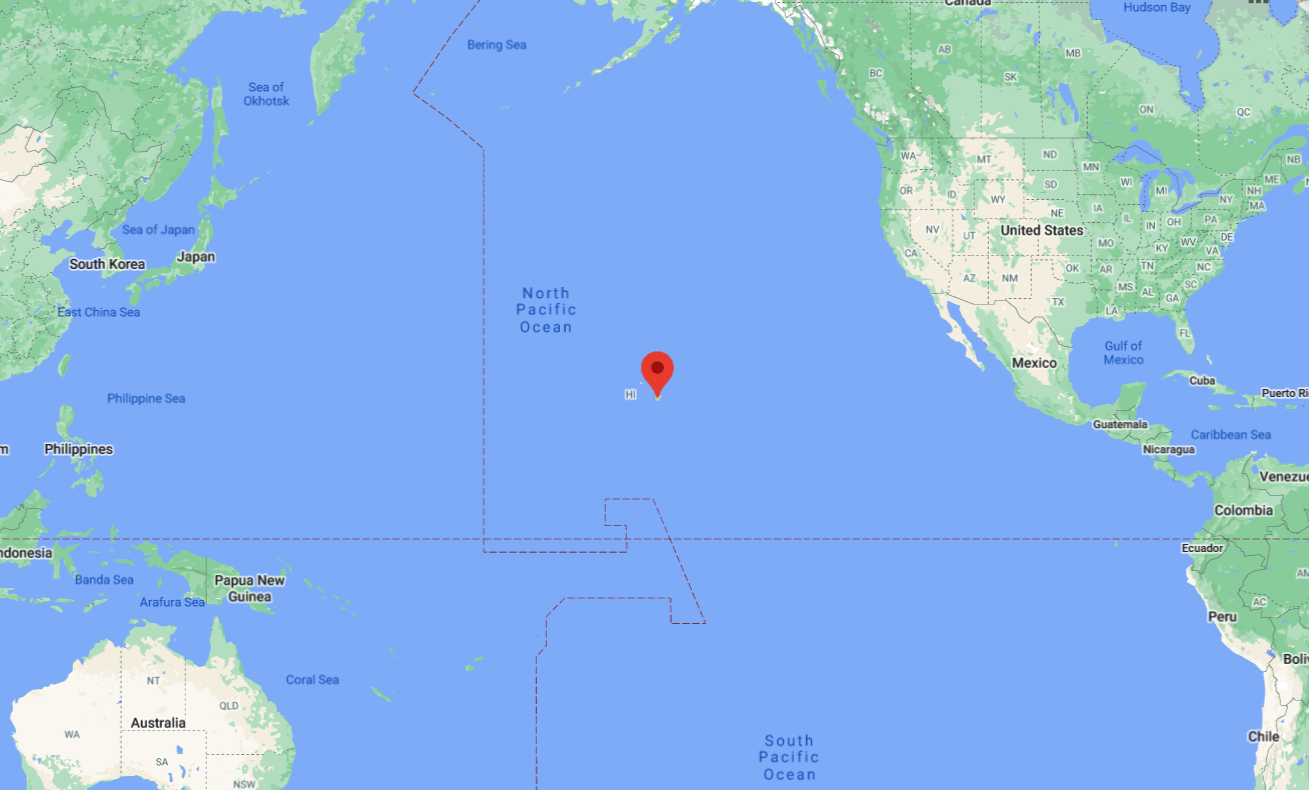 Canada
Hudson Bay
Bering Sea
AB
MB
BC
SK
Sea of
Okhotsk
ON
QC
WA
MT
ND
MN
NB
OR
ID
WY
SD
WI
MI
ME
NY
NH
MA
NE
IA
NV
UT
United States
IL
IN
OH
PA
DE
Sea of Japan
CA
MO
KY
WV
VA
Japan
South Korea
AZ
NM
OK
AR
TN
NC
MS
AL
SC
GA
TX
LA
FL
East China Sea
North
Pacific
Ocean
Gulf of
Mexico
Mexico
Cuba
HI
Puerto Ri
Philippine Sea
Guatemala
Caribbean Sea
Nicaragua
Philippines
m
Venezue
Colombia
ndonesia
Ecuador
Banda Sea
Papua New
Guinea
AM
Arafura Sea
AC
Peru
Boliv
Coral Sea
NT
QLD
Australia
WA
SA
NSW
South
Pacific
Ocean
Chile